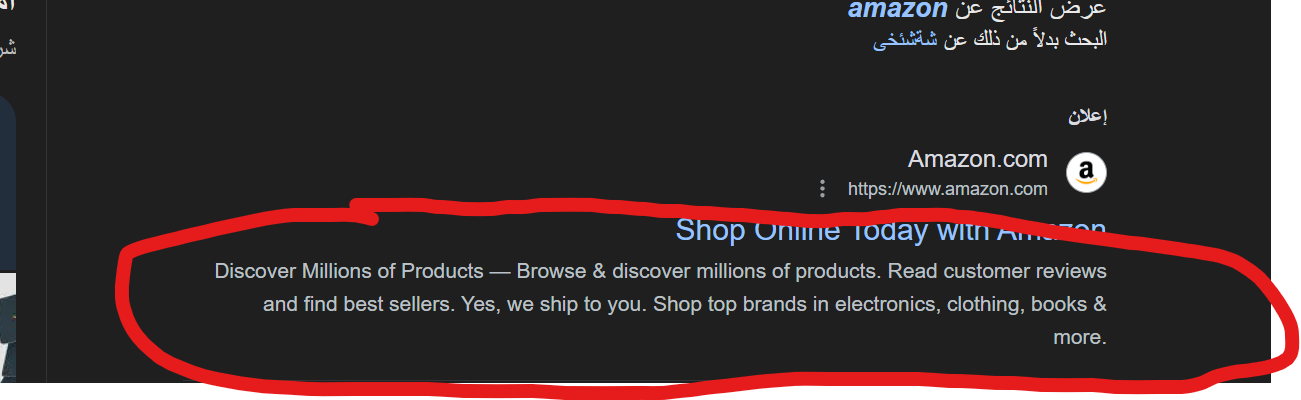 عرض النتائج عن amazon
البحث بدلاً من ذلك عن شةشئخى
إعلان
Amazon.com
https://www.amazon.com
Shop Online Today with Amazon
Discover Millions of Products — Browse & discover millions of products. Read customer reviews
and find best sellers. Yes, we ship to you. Shop top brands in electronics, clothing, books &
more.